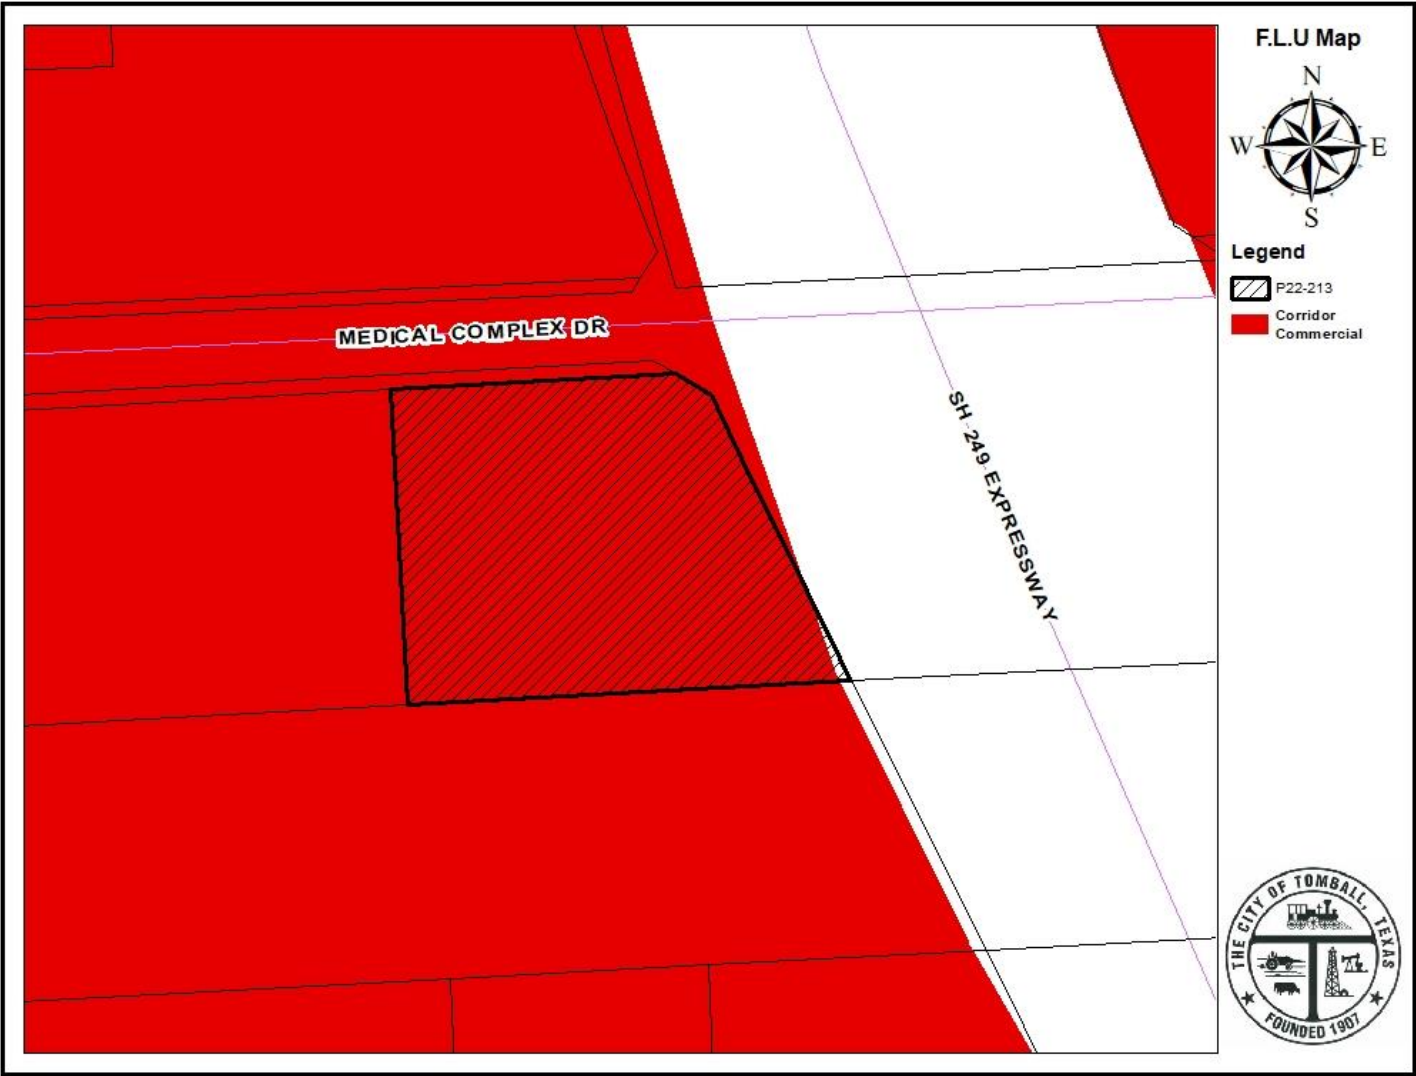 F.L.U Map
N
W
E
S
Legend
P22-213
Corridor
Commercial
MEDICAL COMPLEX DR
SH 249 EXPRESSWAY
THE CITY OF TOMBALL, TEXAS
FOUNDED 1907